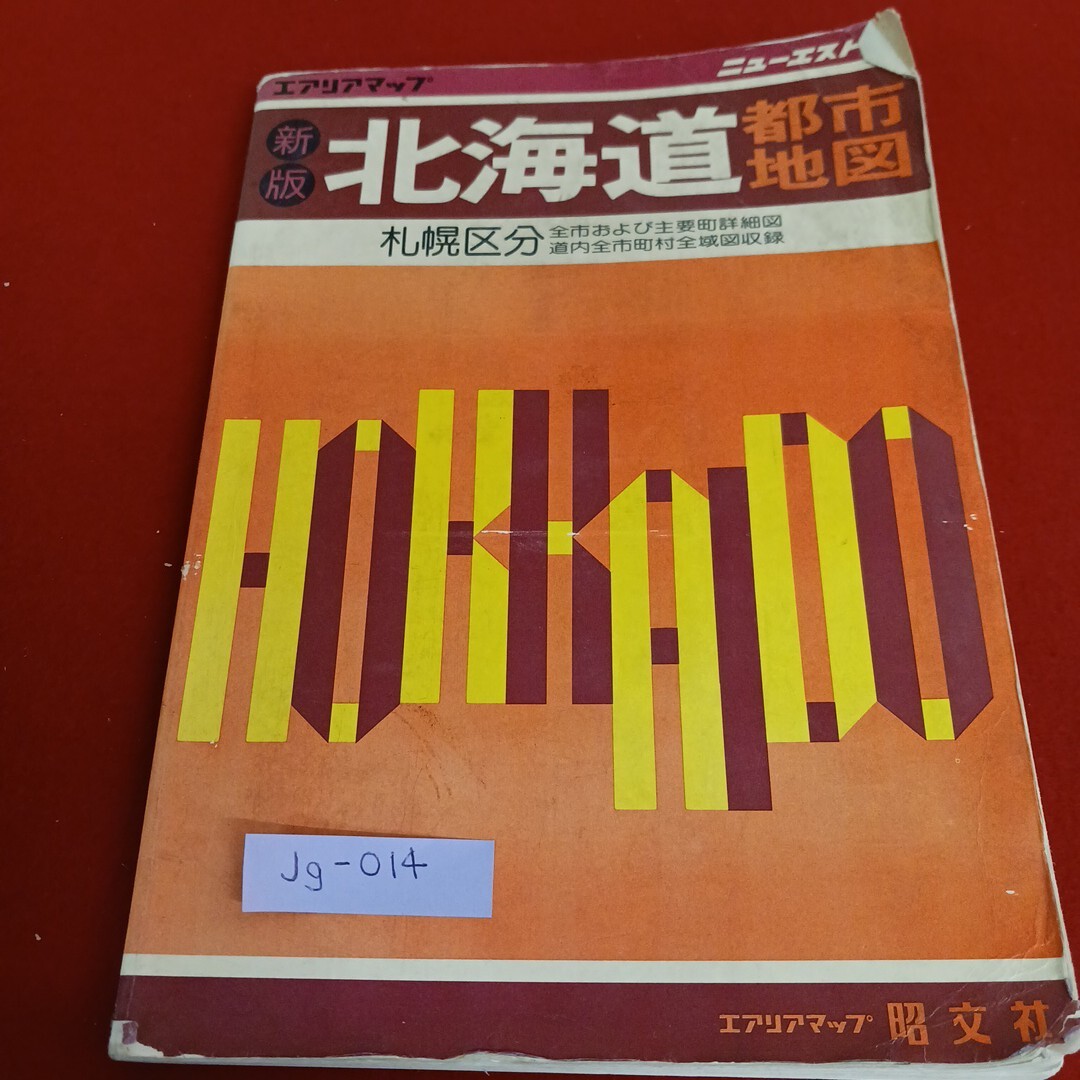 エアリアマップ
ニューエスト
新版
北海道
都市
地図
札幌区分
全市および主要町詳細図
道内全市町村全域図収録
HOKKAIDO
Jg-014
エアリアマップ 昭文社